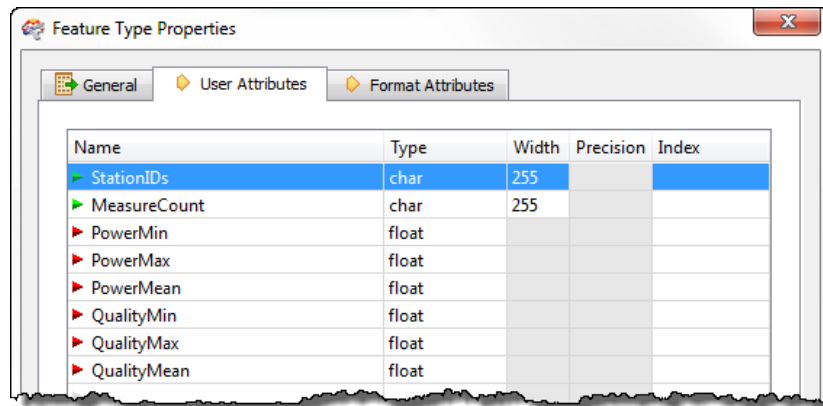 Feature Type Properties
General User Attributes Format Attributes
Name Type Width Precision Index
StationIDs char 255
MeasureCount char 255
PowerMin float
PowerMax float
PowerMean float
QualityMin float
QualityMax float
QualityMean float